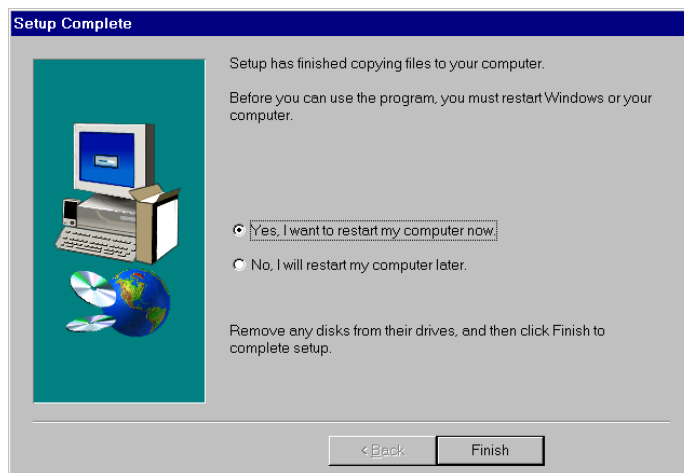 Setup Complete
Setup has finished copying files to your computer.
Before you can use the program, you must restart Windows or your
computer.
Yes, I want to restart my computer now.
No, I will restart my computer later.
Remove any disks from their drives, and then click Finish to
complete setup.
< Back
Finish